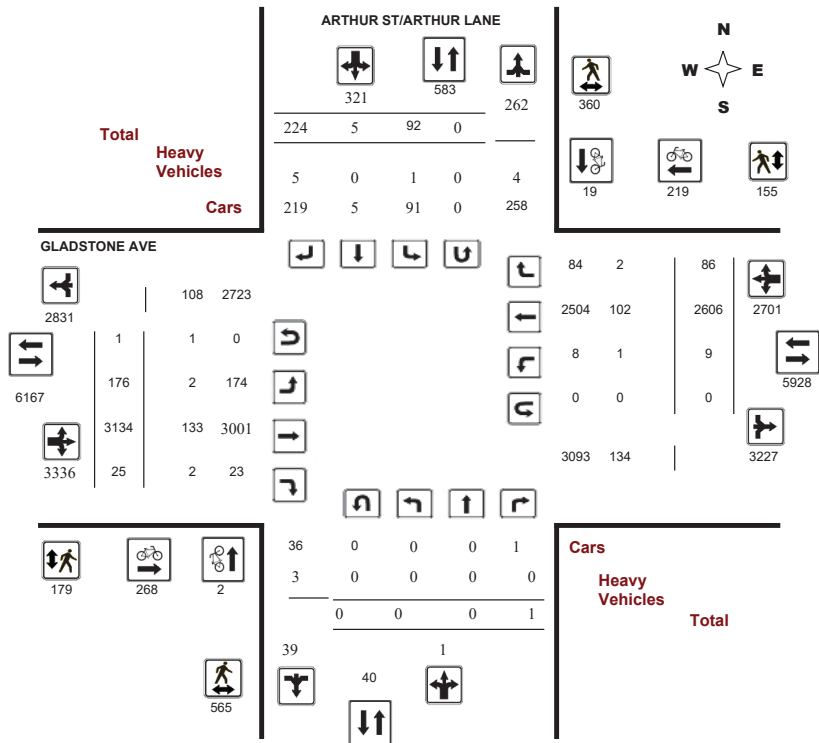 ARTHUR ST/ARTHUR LANE
N
W E
S
321 583 262 360
Total 224 5 92 0
Heavy
Vehicles 5 0 1 0 4
19 219 155
Cars 219 5 91 0 258
GLADSTONE AVE
84 2 86
2831 108 2723
2504 102 2606 2701
1 1 0
8 1 9
6167 176 2 174 5928
0 0 0
3336 3134 133 3001
25 2 23
3093 134 3227
36 0 0 0 1 Cars
179 268 2
3 0 0 0 0 Heavy
Vehicles
0 0 0 1 Total
39 40 1
565